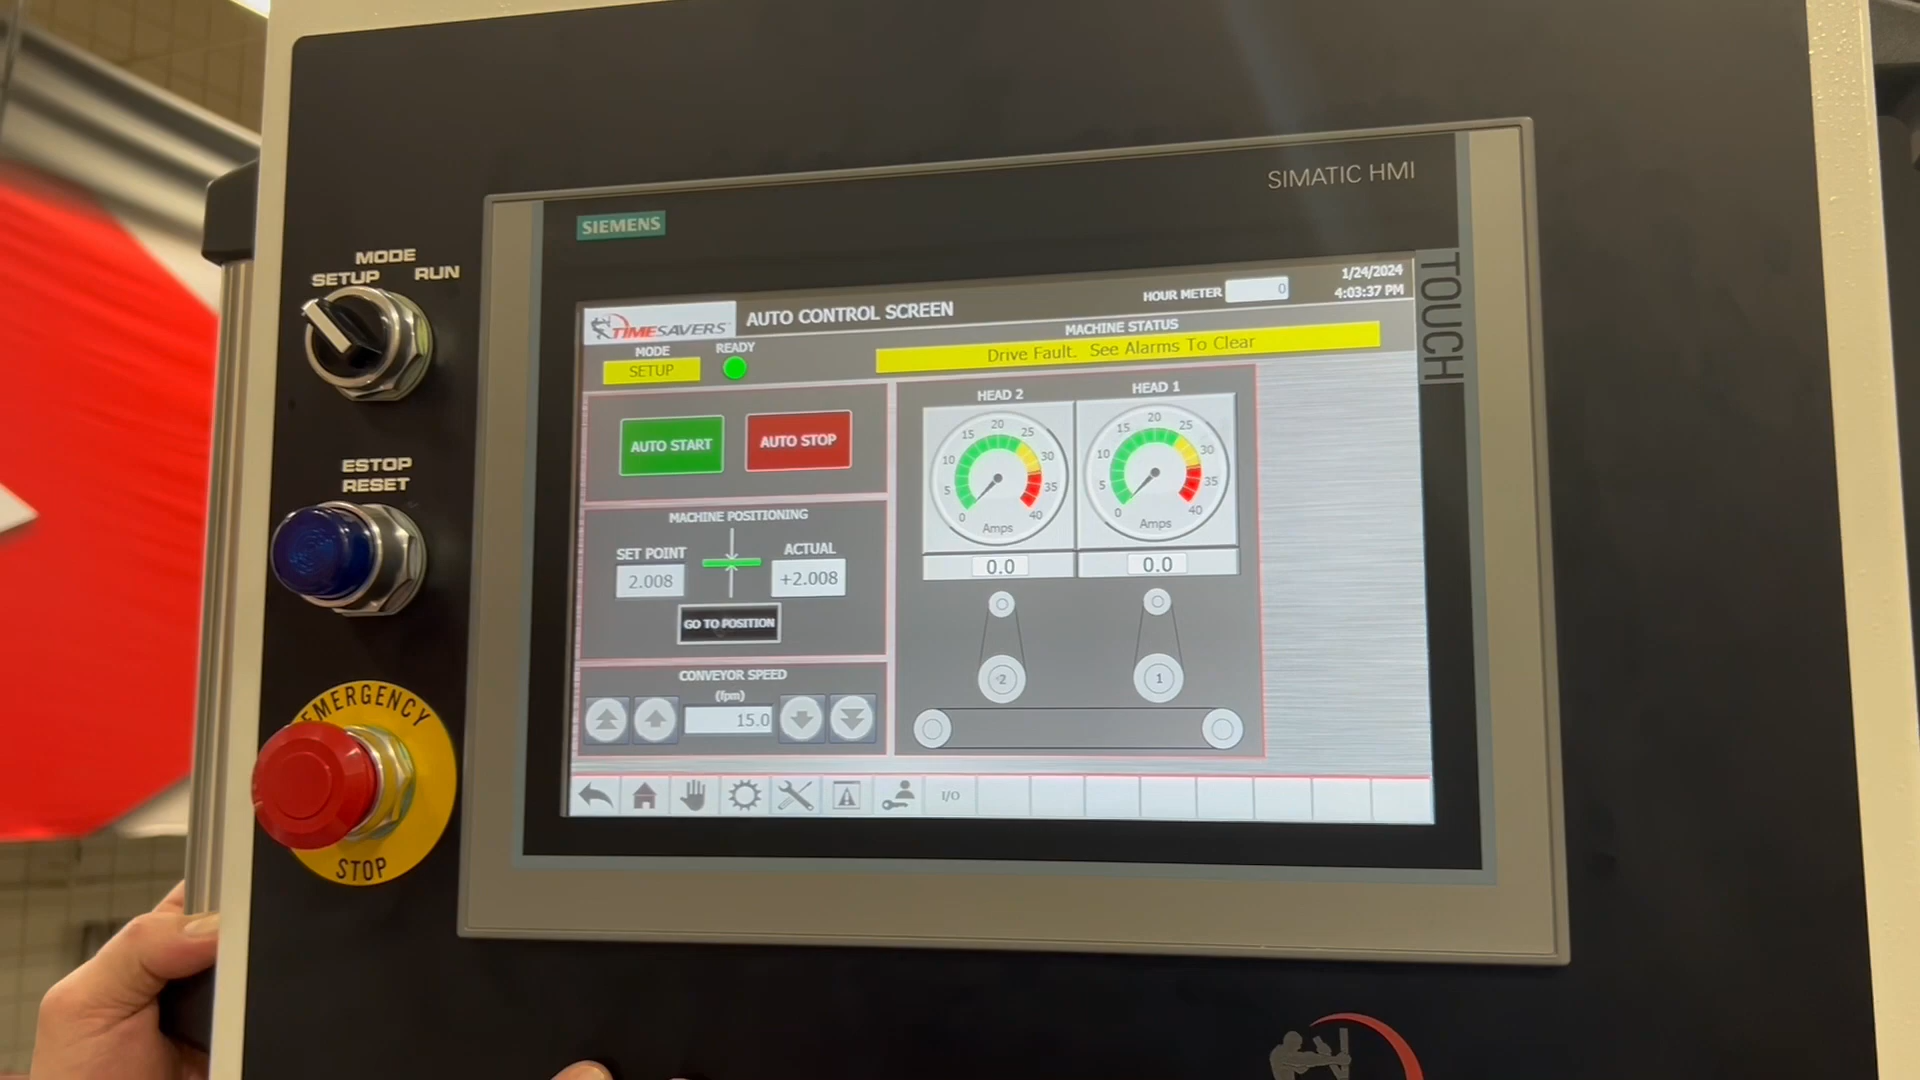 SIMATIC HMI
SIEMENS
TOUCH
MODE
SETUP RUN
ESTOP
RESET
EMERGENCY
STOP
TIMESAVERS
AUTO CONTROL SCREEN
HOUR METER 0
1/24/2024
4:03:37 PM
MODE
SETUP
READY
MACHINE STATUS
Drive Fault. See Alarms To Clear
AUTO START
AUTO STOP
MACHINE POSITIONING
SET POINT
2.008
ACTUAL
+2.008
GO TO POSITION
CONVEYOR SPEED
(fpm)
15.0
HEAD 2
0 5 10 15 20 25 30 35 40
Amps
0.0
HEAD 1
0 5 10 15 20 25 30 35 40
Amps
0.0
2
1
I/O